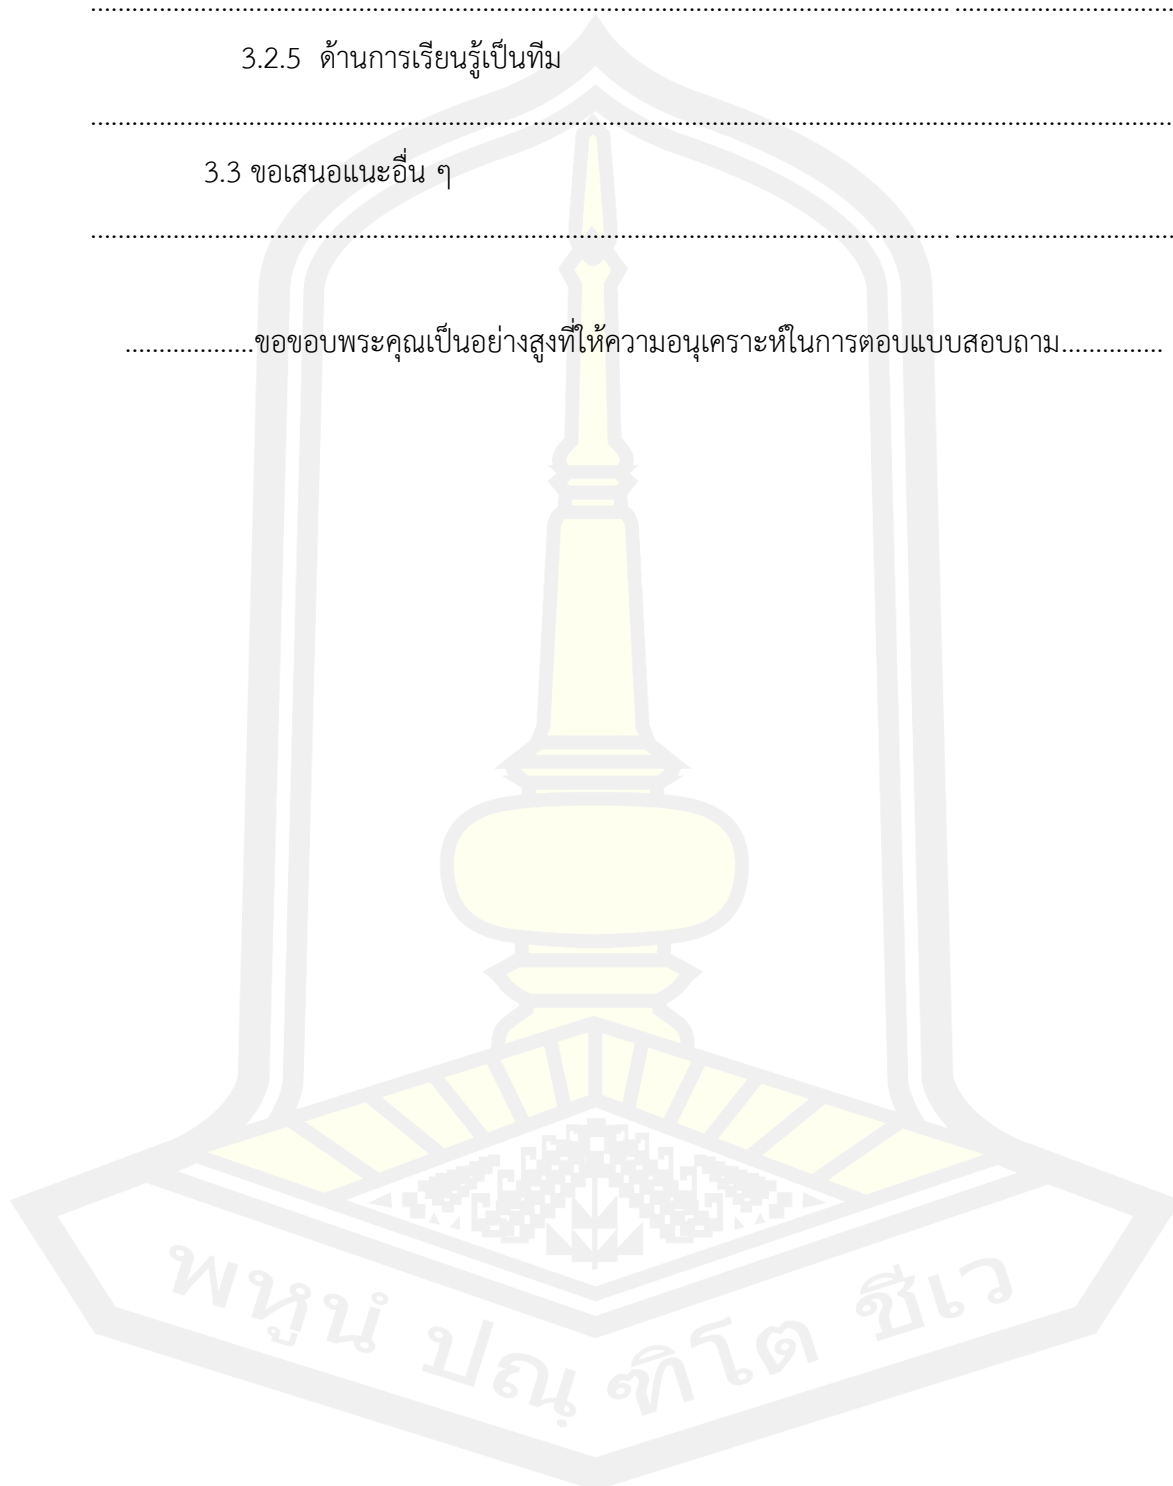 ........................................................................................................................................................
3.2.5 ด้านการเรียนรู้เป็นทีม
........................................................................................................................................................
3.3 ขอเสนอแนะอื่น ๆ
........................................................................................................................................................
...................ขอขอบพระคุณเป็นอย่างสูงที่ให้ความอนุเคราะห์ในการตอบแบบสอบถาม...............
พหูนํ ปณฺฑิโต ชีเว